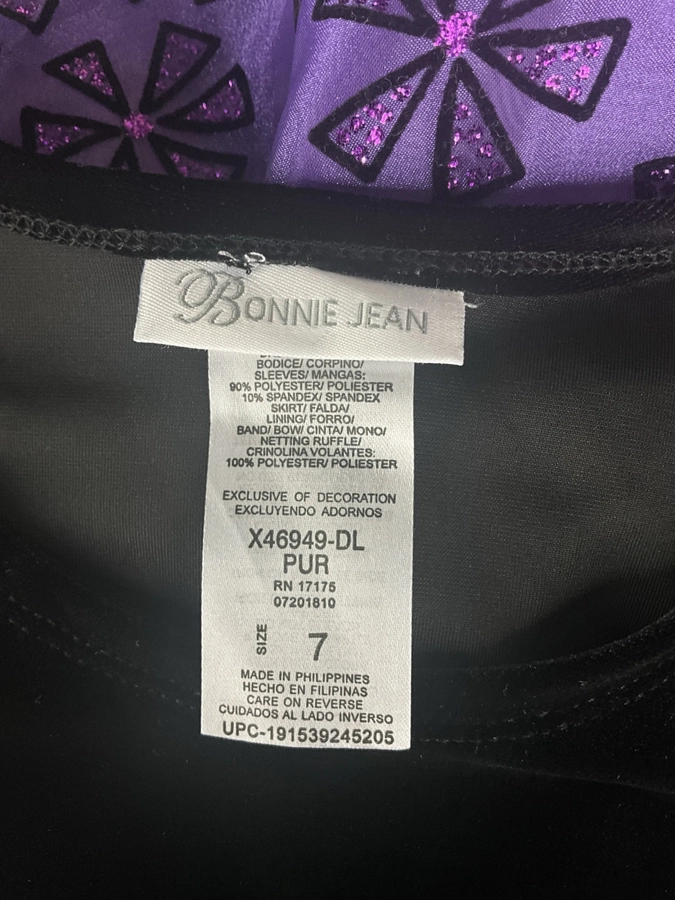 BONNIE JEAN
BODICE/ CORPINO/
SLEEVES/ MANGAS:
90% POLYESTER/ POLIESTER
10% SPANDEX/ SPANDEX
SKIRT/ FALDA/
LINING/ FORRO/
BAND/ BOW/ CINTA/ MONO/
NETTING RUFFLE/
CRINOLINA VOLANTES:
100% POLYESTER/ POLIESTER
EXCLUSIVE OF DECORATION
EXCLUYENDO ADORNOS
X46949-DL
PUR
RN 17175
07201810
SIZE 7
MADE IN PHILIPPINES
HECHO EN FILIPINAS
CARE ON REVERSE
CUIDADOS AL LADO INVERSO
UPC-191539245205